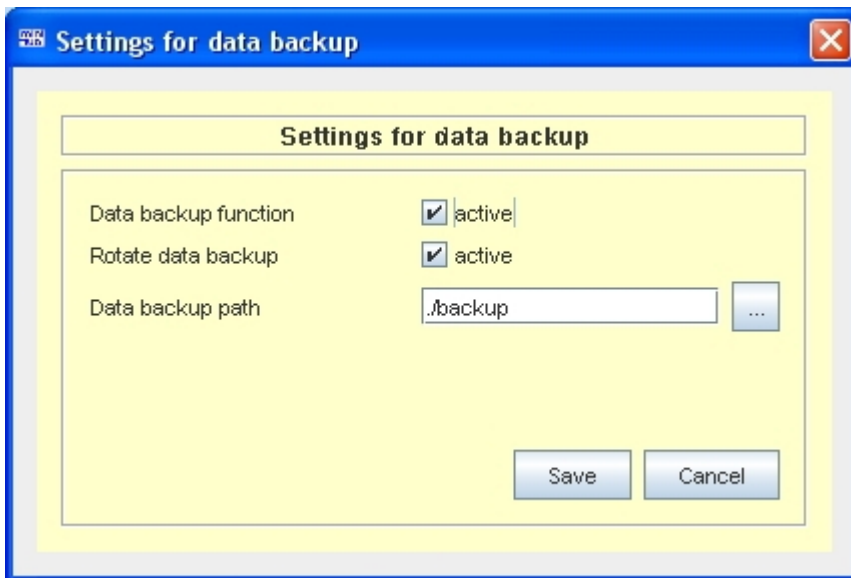 Settings for data backup
Settings for data backup
Data backup function active
Rotate data backup active
Data backup path ./backup ...
Save Cancel